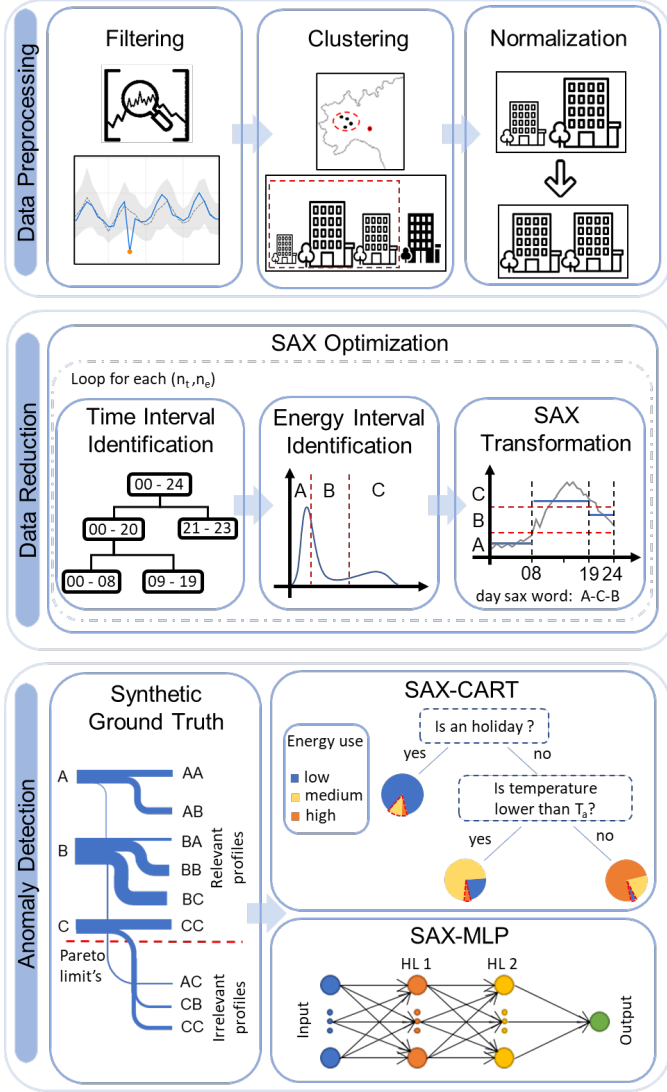 Data Preprocessing
Filtering
Clustering
Normalization
Data Reduction
SAX Optimization
Loop for each (nt,ne)
Time Interval
Identification
00 - 24
00 - 20
21 - 23
00 - 08
09 - 19
Energy Interval
Identification
A
B
C
SAX
Transformation
C
B
A
08
19
24
day sax word: A-C-B
Anomaly Detection
Synthetic
Ground Truth
A
AA
AB
B
BA
BB
BC
C
CC
Relevant
profiles
Pareto
limit's
AC
CB
CC
Irrelevant
profiles
SAX-CART
Energy use
low
medium
high
Is an holiday ?
yes
no
Is temperature
lower than Ta?
yes
no
SAX-MLP
Input
HL 1
HL 2
Output